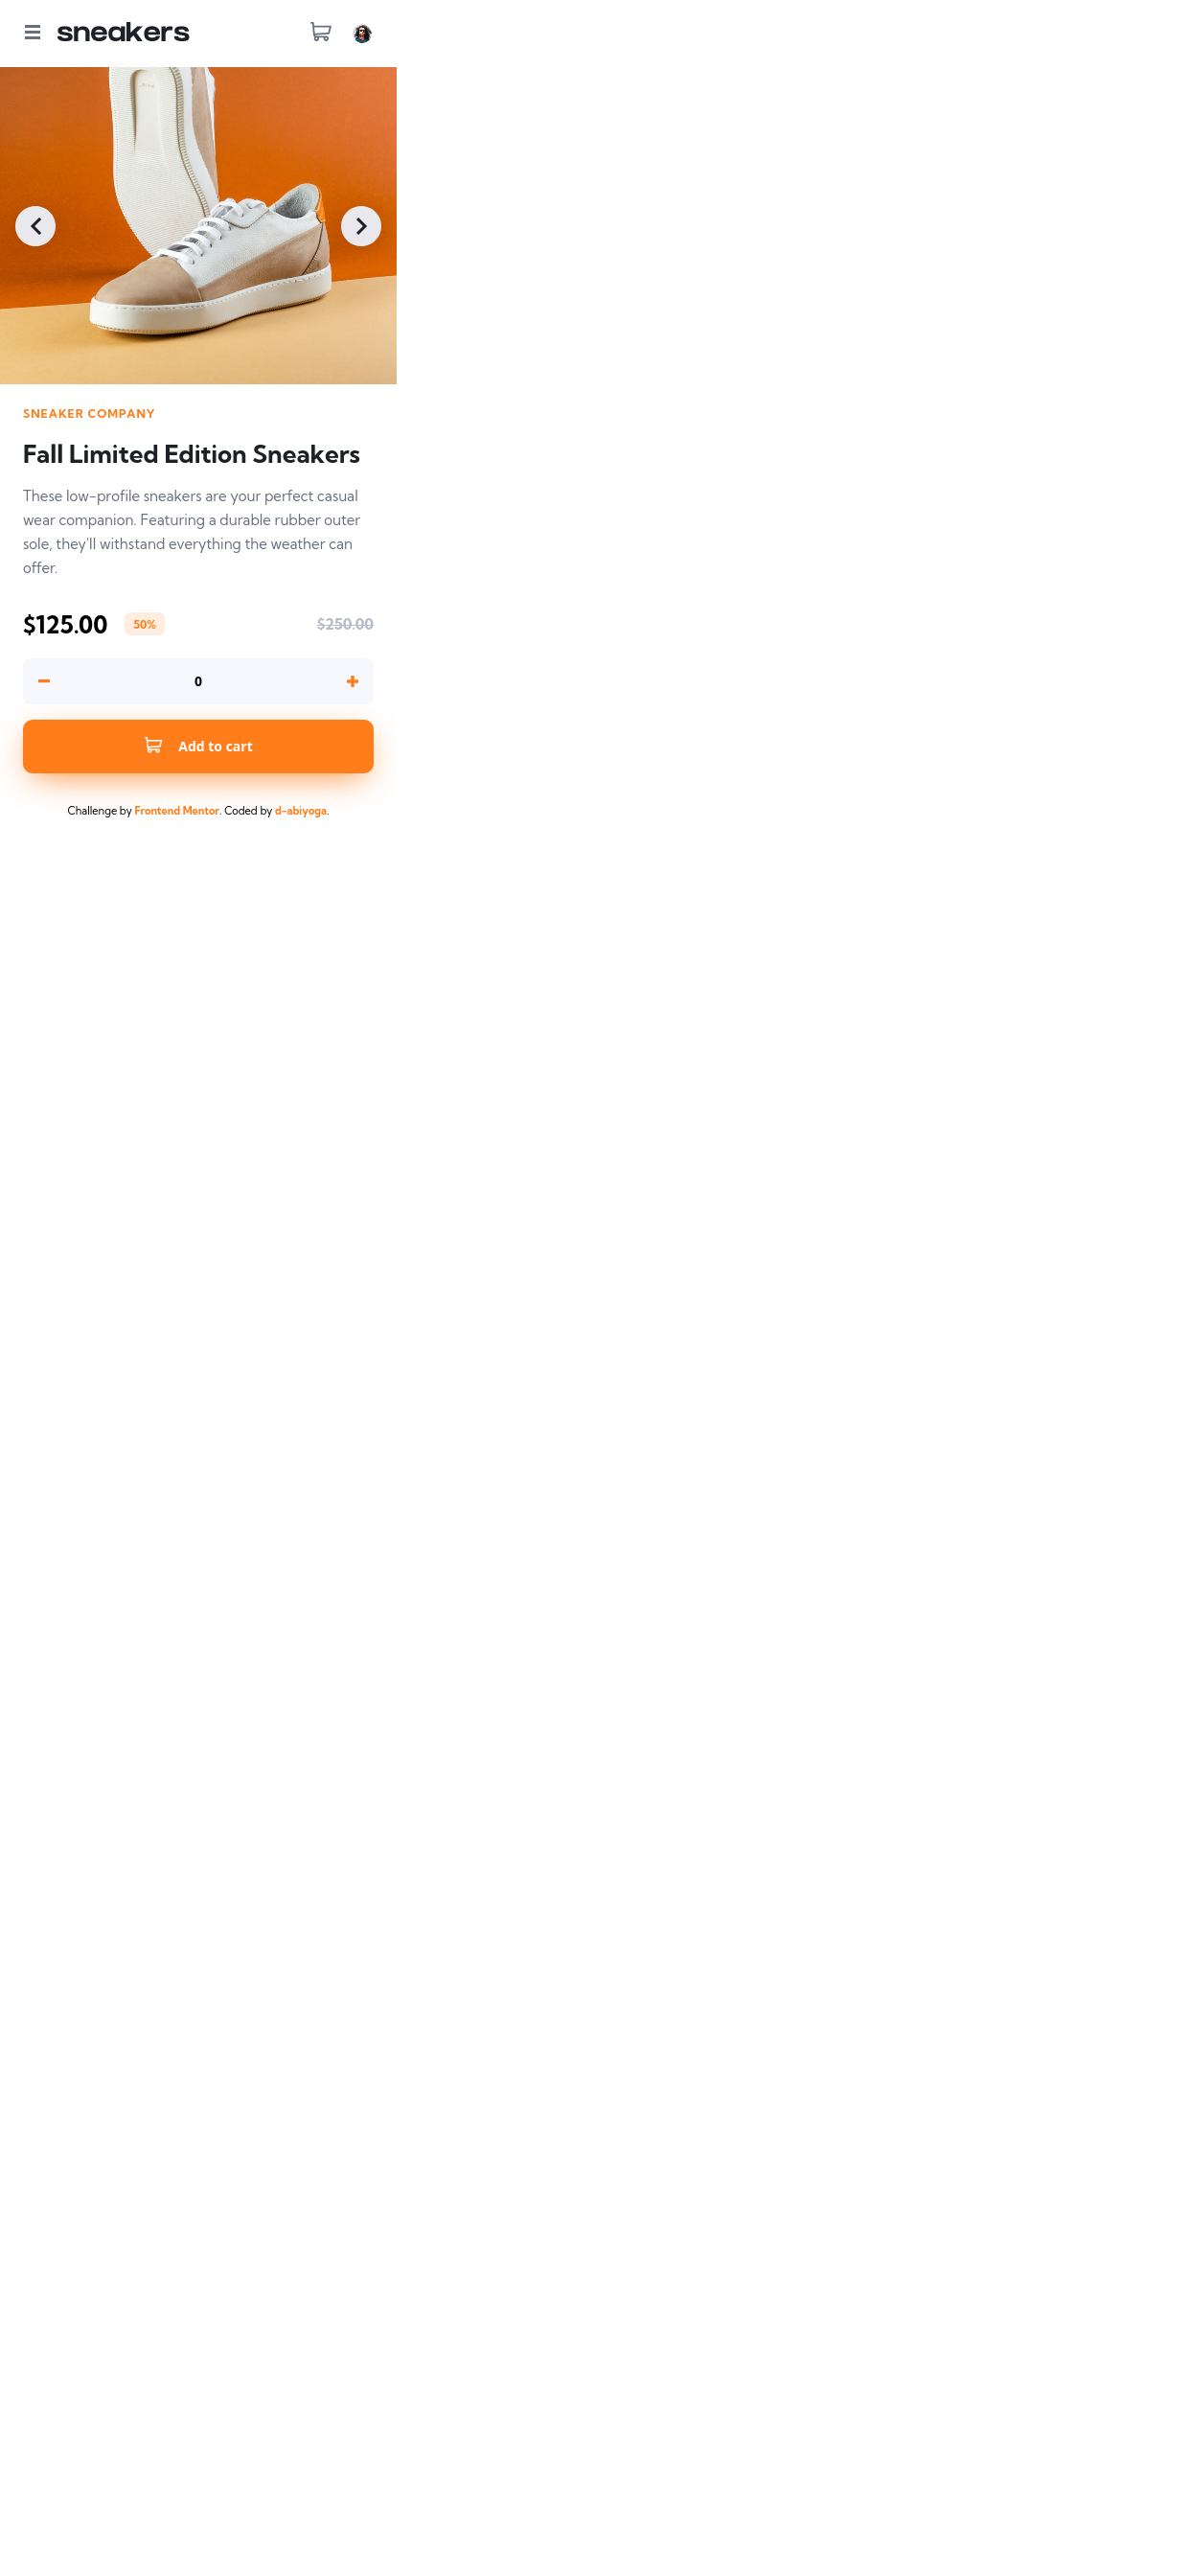 sneakers
SNEAKER COMPANY
Fall Limited Edition Sneakers
These low-profile sneakers are your perfect casual
wear companion. Featuring a durable rubber outer
sole, they'll withstand everything the weather can
offer.
$125.00 50% $250.00
0
Add to cart
Challenge by Frontend Mentor. Coded by d-abiyoga.